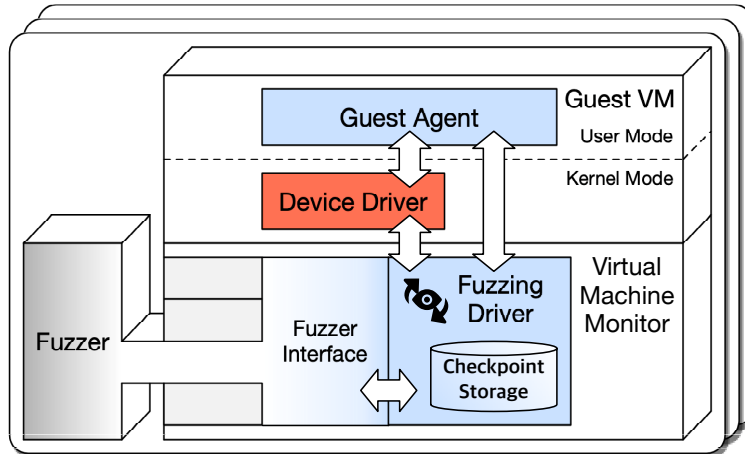 Guest VM
Guest Agent
User Mode
Kernel Mode
Device Driver
Fuzzer
Fuzzer
Interface
Fuzzing
Driver
Checkpoint
Storage
Virtual
Machine
Monitor